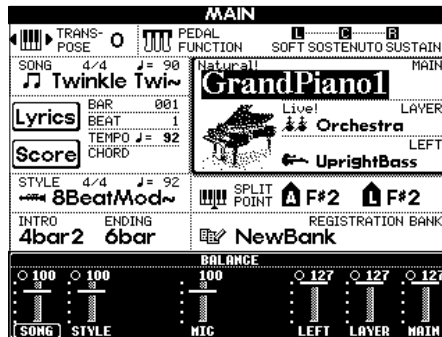 MAIN
TRANS-
POSE 0
PEDAL
FUNCTION
L C R
SOFT SOSTENUTO SUSTAIN
SONG 4/4 ♩= 90
Twinkle Twi~
Natural! MAIN
GrandPiano1
Lyrics
BAR 001
BEAT 1
TEMPO ♩= 92
CHORD
Score
Live! LAYER
Orchestra
LEFT
UprightBass
STYLE 4/4 ♩= 92
8BeatMod~
SPLIT
POINT A F#2 L F#2
INTRO ENDING
4bar2 6bar
REGISTRATION BANK
NewBank
BALANCE
100 100 100 127 127 127
SONG STYLE MIC LEFT LAYER MAIN